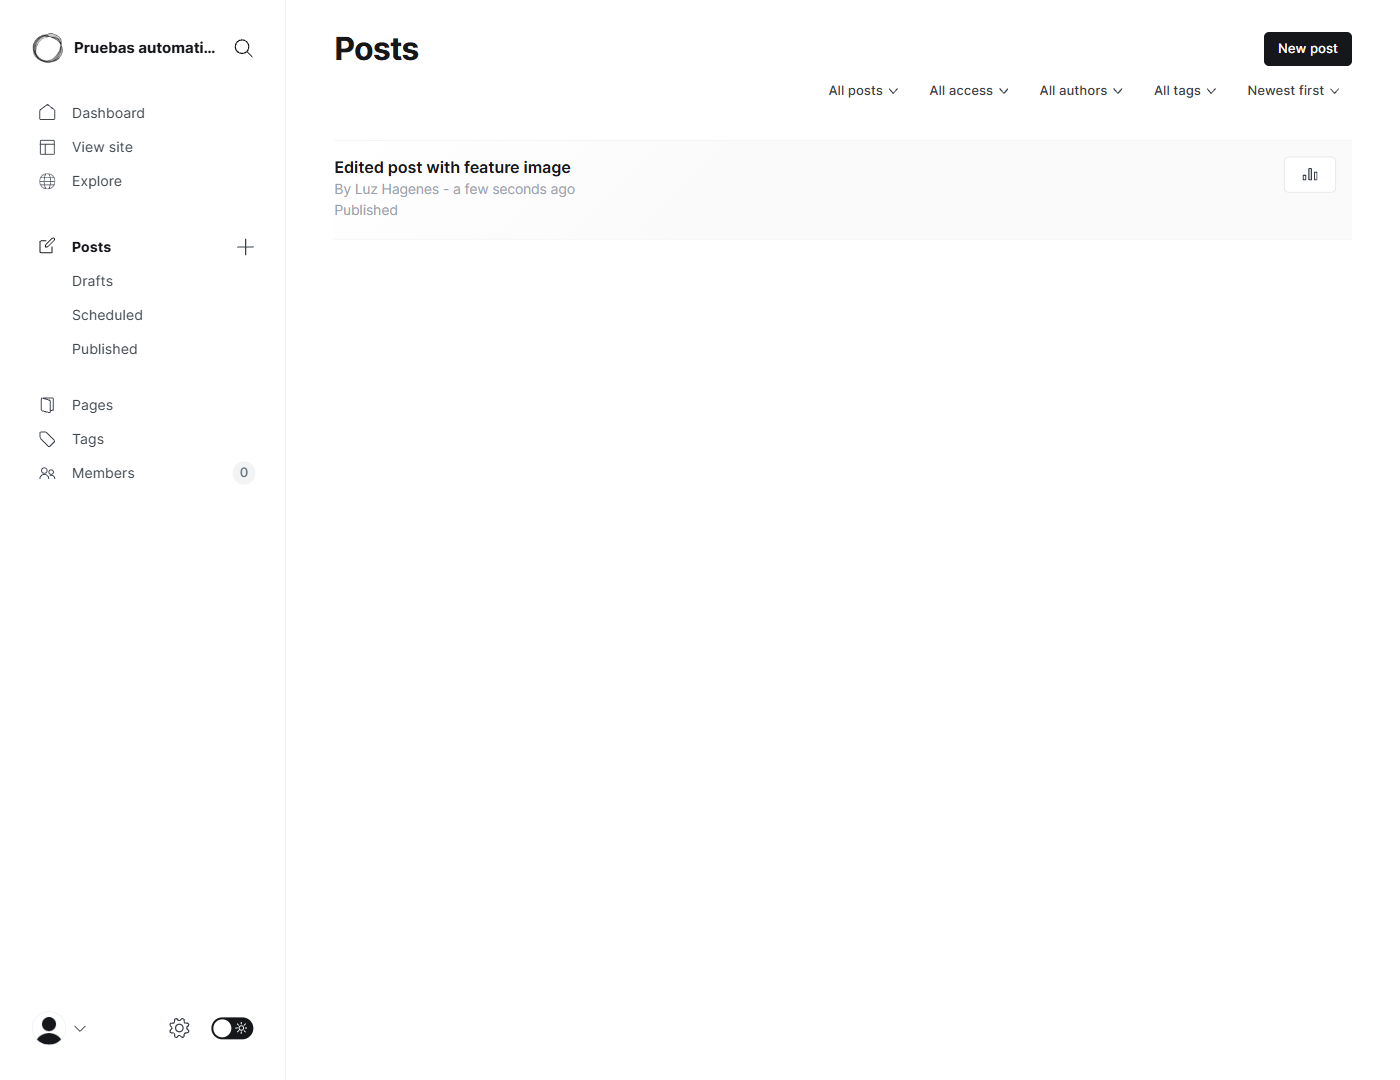 Pruebas automati...
Dashboard
View site
Explore
Posts
Drafts
Scheduled
Published
Pages
Tags
Members
0
Posts
New post
All posts
All access
All authors
All tags
Newest first
Edited post with feature image
By Luz Hagenes - a few seconds ago
Published